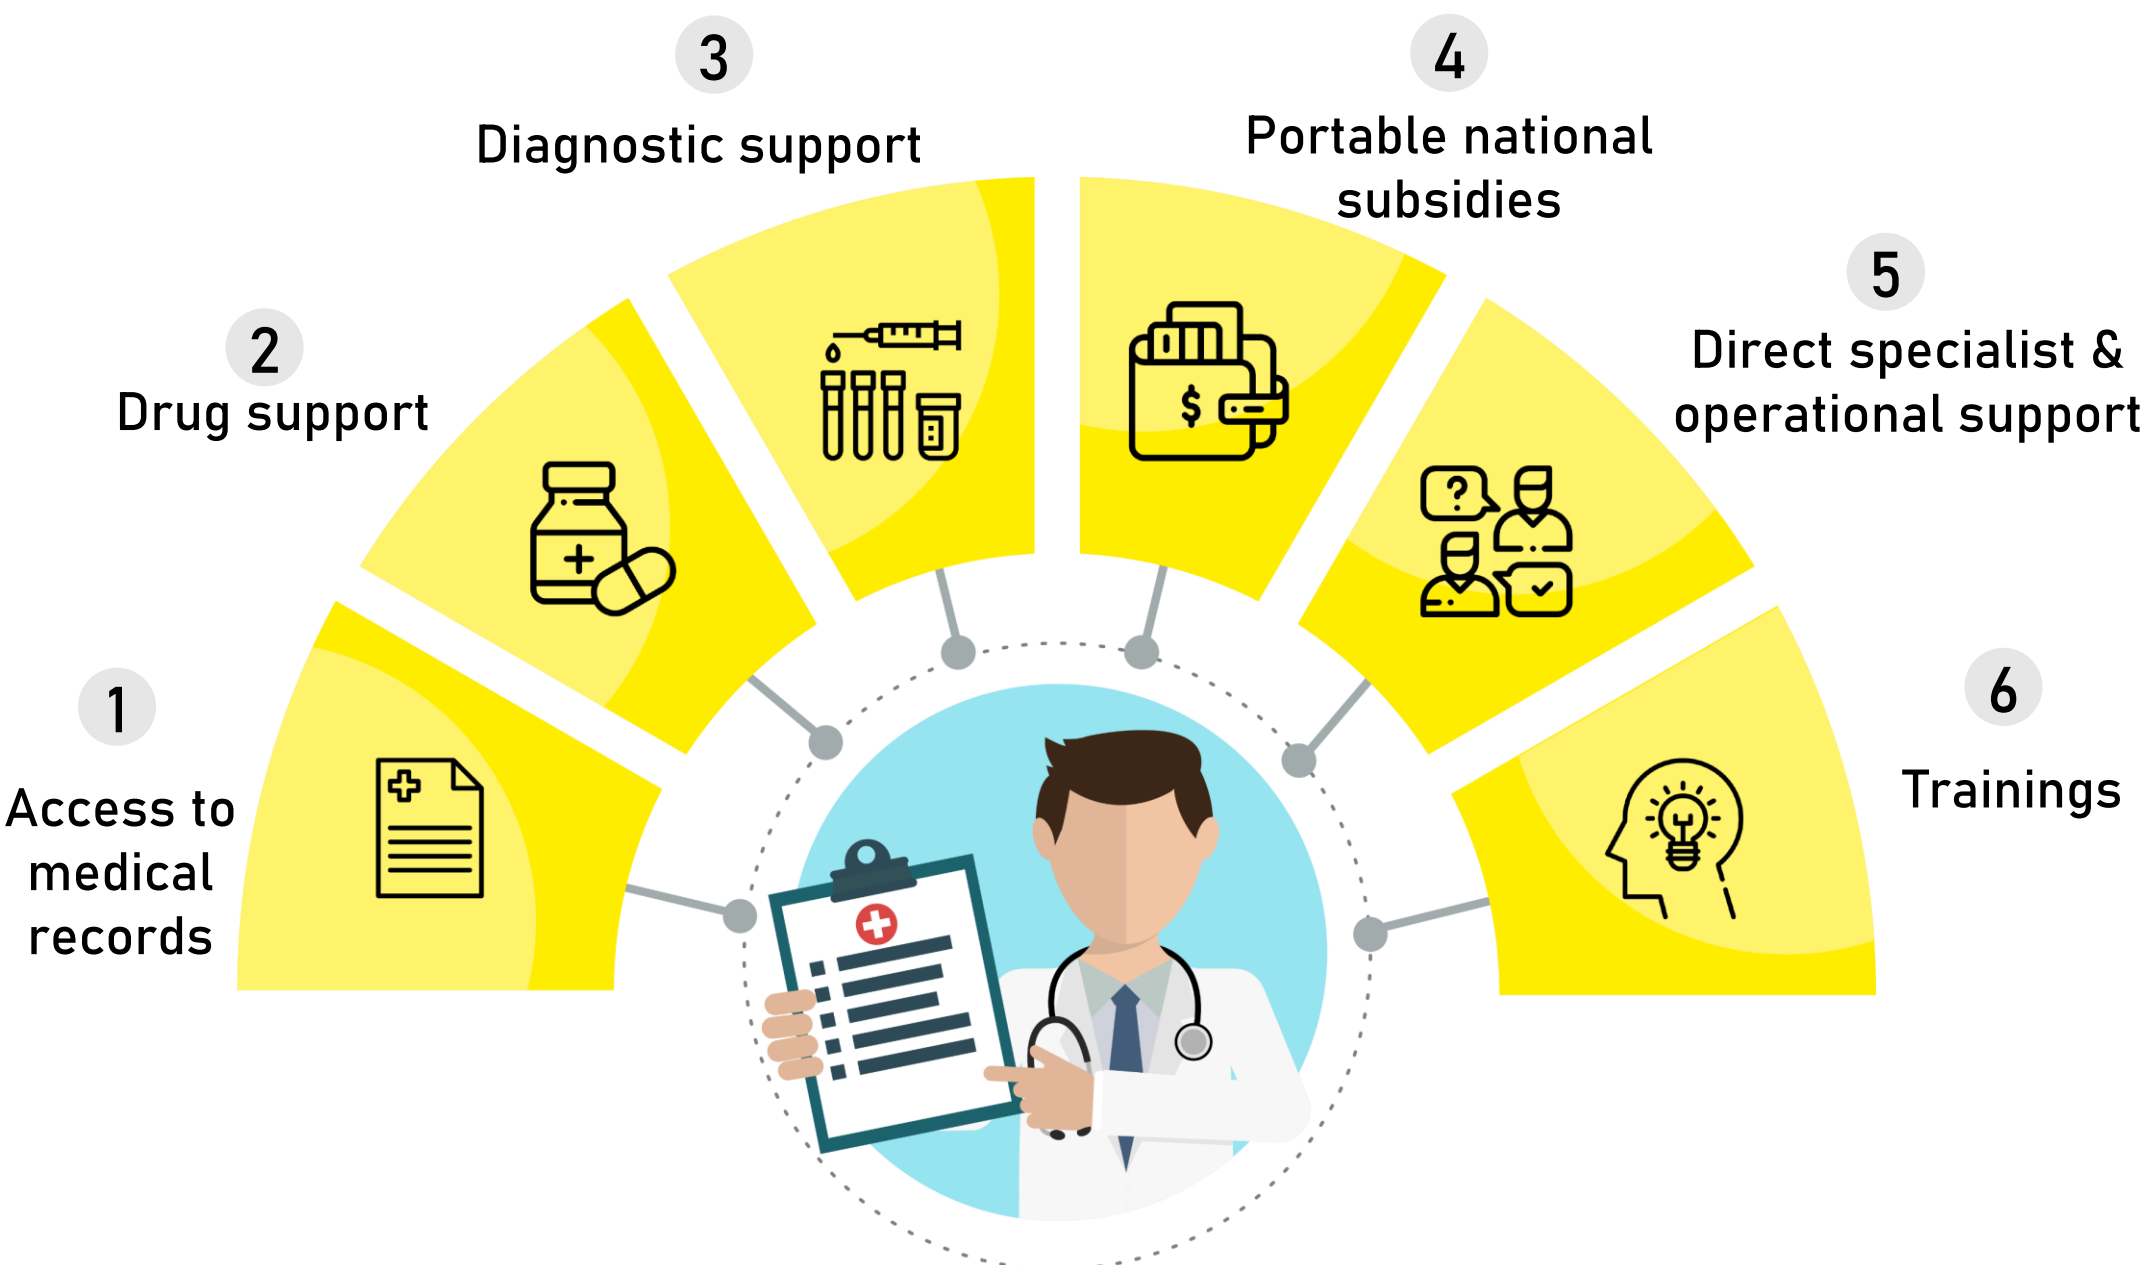 1
Access to
medical
records
2
Drug support
3
Diagnostic support
4
Portable national
subsidies
5
Direct specialist &
operational support
6
Trainings
$
?